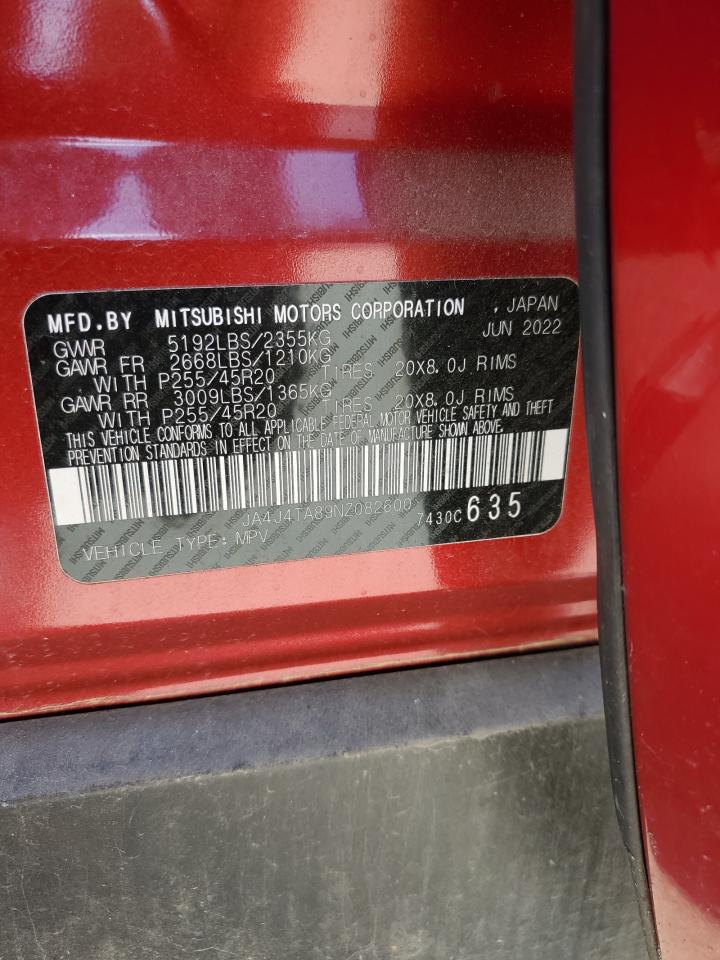 MFD.BY MITSUBISHI MOTORS CORPORATION , JAPAN
JUN 2022
GVWR 5192LBS/2355KG
GAWR FR 2668LBS/1210KG
WITH P255/45R20 TIRES 20X8.0J RIMS
GAWR RR 3009LBS/1365KG
WITH P255/45R20 TIRES 20X8.0J RIMS
THIS VEHICLE CONFORMS TO ALL APPLICABLE FEDERAL MOTOR VEHICLE SAFETY AND THEFT
PREVENTION STANDARDS IN EFFECT ON THE DATE OF MANUFACTURE SHOWN ABOVE.
JA4J4TA89NZ082600 7430C 635
VEHICLE TYPE: MPV